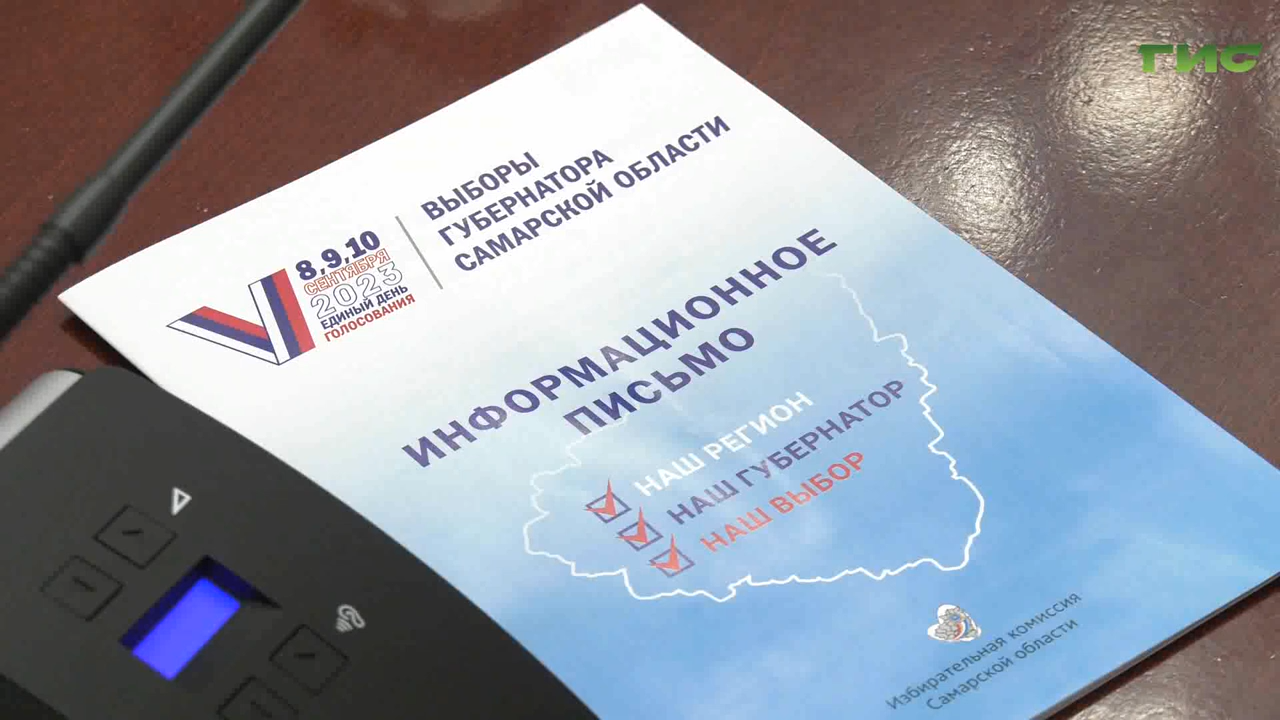 САМАРА
ГИС
ВЫБОРЫ
ГУБЕРНАТОРА
САМАРСКОЙ ОБЛАСТИ
8,9,10
СЕНТЯБРЯ
2023
ЕДИНЫЙ ДЕНЬ
ГОЛОСОВАНИЯ
ИНФОРМАЦИОННОЕ
ПИСЬМО
НАШ РЕГИОН
НАШ ГУБЕРНАТОР
НАШ ВЫБОР
Избирательная комиссия
Самарской области